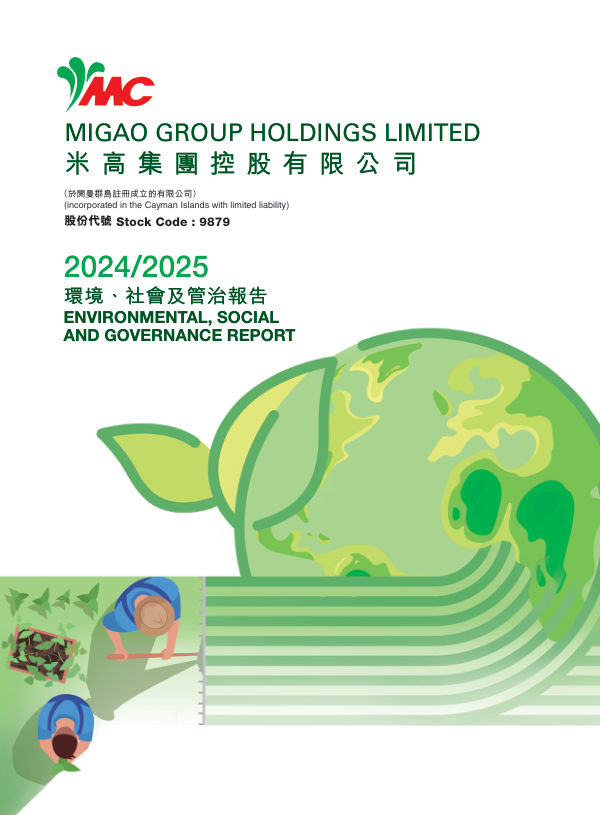 MC
MIGAO GROUP HOLDINGS LIMITED
米高集團控股有限公司
（於開曼群島註冊成立的有限公司）
(incorporated in the Cayman Islands with limited liability)
股份代號 Stock Code : 9879
2024/2025
環境、社會及管治報告
ENVIRONMENTAL, SOCIAL
AND GOVERNANCE REPORT